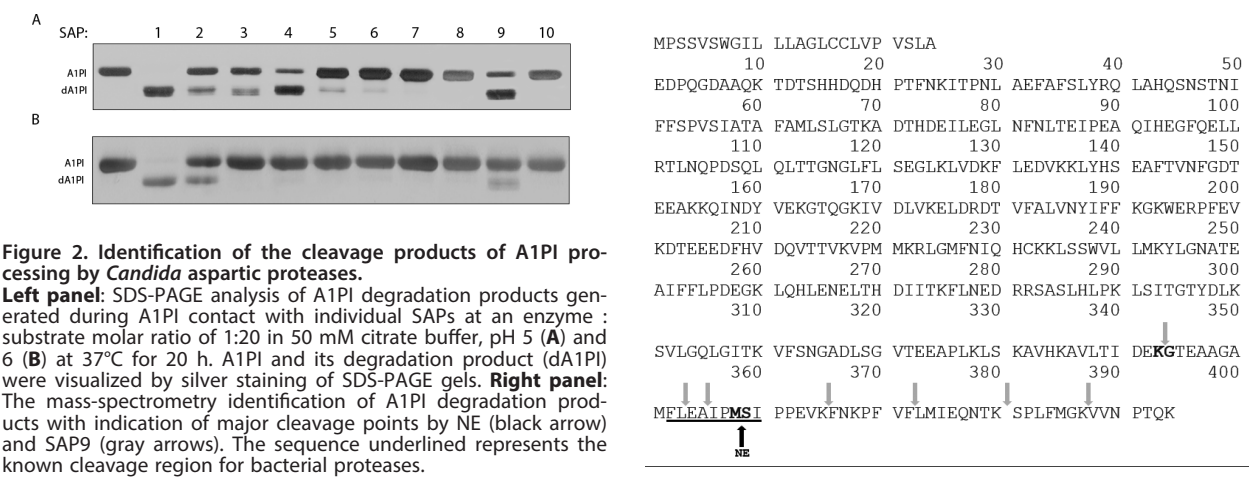 A
SAP: 1 2 3 4 5 6 7 8 9 10
A1PI
dA1PI
B
A1PI
dA1PI
Figure 2. Identification of the cleavage products of A1PI pro-
cessing by Candida aspartic proteases.
Left panel: SDS-PAGE analysis of A1PI degradation products gen-
erated during A1PI contact with individual SAPs at an enzyme :
substrate molar ratio of 1:20 in 50 mM citrate buffer, pH 5 (A) and
6 (B) at 37°C for 20 h. A1PI and its degradation product (dA1PI)
were visualized by silver staining of SDS-PAGE gels. Right panel:
The mass-spectrometry identification of A1PI degradation prod-
ucts with indication of major cleavage points by NE (black arrow)
and SAP9 (gray arrows). The sequence underlined represents the
known cleavage region for bacterial proteases.
MPSSVSWGIL LLAGLCCLVP VSLA
10 20 30 40 50
EDPQGDAAQK TDTSHHDQDH PTFNKITPNL AEFAFSLYRQ LAHQSNSTNI
60 70 80 90 100
FFSPVSIATA FAMLSLGTKA DTHDEILEGL NFNLTEIPEA QIHEGFQELL
110 120 130 140 150
RTLNQPDSQL QLTTGNGLFL SEGLKLVDKF LEDVKKLYHS EAFTVNFGDT
160 170 180 190 200
EEAKKQINDY VEKGTQGKIV DLVKELDRDT VFALVNYIFF KGKWERPFEV
210 220 230 240 250
KDTEEEDFHV DQVTTVKVPM MKRLGMFNIQ HCKKLSSWVL LMKYLGNATE
260 270 280 290 300
AIFFLPDEGK LQHLENELTH DIITKFLNED RRSASLHLPK LSITGTYDLK
310 320 330 340 350
SVLGQLGITK VFSNGADLSG VTEEAPLKLS KAVHKAVLTI DEKGTEAAGA
360 370 380 390 400
MFLEAIPMSI PPEVKFNKPF VFLMIEQNTK SPLFMGKVVN PTQK
NE